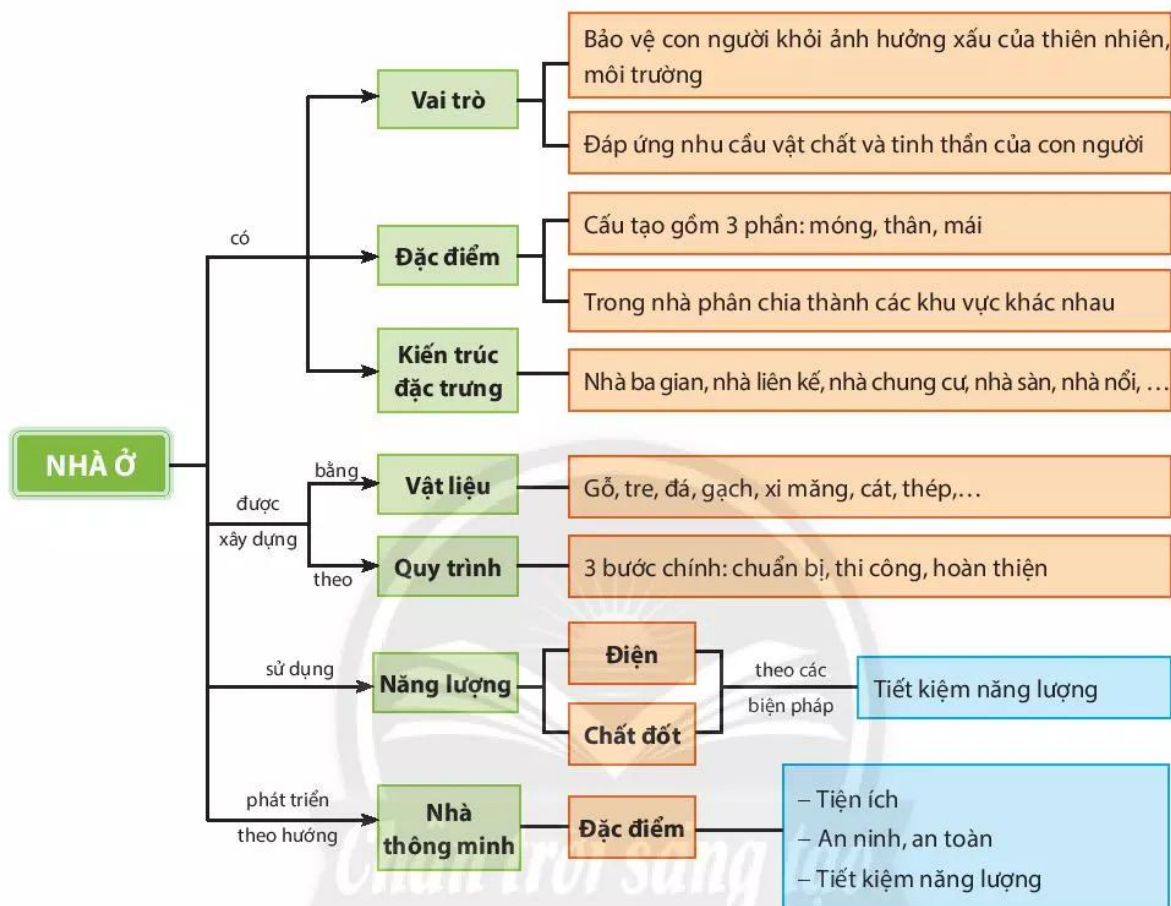 Bảo vệ con người khỏi ảnh hưởng xấu của thiên nhiên,
môi trường
Vai trò
Đáp ứng nhu cầu vật chất và tinh thần của con người
có
Cấu tạo gồm 3 phần: móng, thân, mái
Đặc điểm
Trong nhà phân chia thành các khu vực khác nhau
Kiến trúc
đặc trưng
Nhà ba gian, nhà liên kế, nhà chung cư, nhà sàn, nhà nổi, …
NHÀ Ở
được
xây dựng
bằng
Vật liệu
Gỗ, tre, đá, gạch, xi măng, cát, thép,…
theo
Quy trình
3 bước chính: chuẩn bị, thi công, hoàn thiện
sử dụng
Năng lượng
Điện
Chất đốt
theo các
biện pháp
Tiết kiệm năng lượng
phát triển
theo hướng
Nhà
thông minh
Đặc điểm
– Tiện ích
– An ninh, an toàn
– Tiết kiệm năng lượng
Chân trời sáng tạo